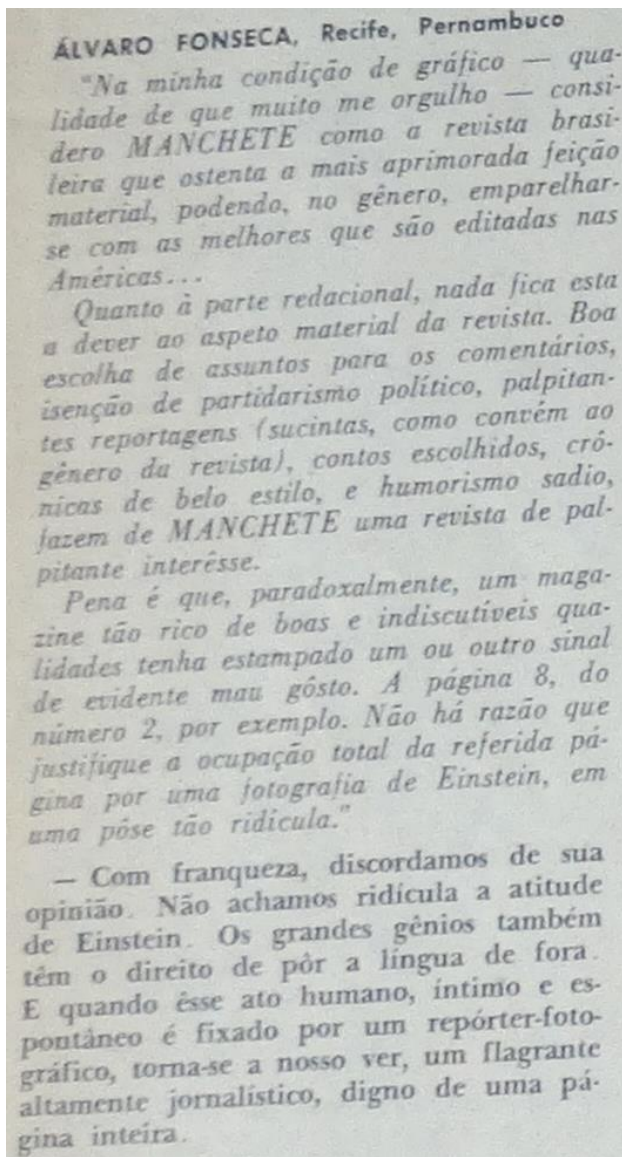 ÁLVARO FONSECA, Recife, Pernambuco
"Na minha condição de gráfico — qua-
lidade de que muito me orgulho — consi-
dero MANCHETE como a revista brasi-
leira que ostenta a mais aprimorada feição
material, podendo, no gênero, emparelhar-
se com as melhores que são editadas nas
Américas...
Quanto à parte redacional, nada fica esta
a dever ao aspeto material da revista. Boa
escolha de assuntos para os comentários,
isenção de partidarismo político, palpitan-
tes reportagens (sucintas, como convém ao
gênero da revista), contos escolhidos, crô-
nicas de belo estilo, e humorismo sadio,
fazem de MANCHETE uma revista de pal-
pitante interêsse.
Pena é que, paradoxalmente, um maga-
zine tão rico de boas e indiscutíveis qua-
lidades tenha estampado um ou outro sinal
de evidente mau gôsto. A página 8, do
número 2, por exemplo. Não há razão que
justifique a ocupação total da referida pá-
gina por uma fotografia de Einstein, em
uma pôse tão ridícula."
— Com franqueza, discordamos de sua
opinião. Não achamos ridícula a atitude
de Einstein. Os grandes gênios também
têm o direito de pôr a língua de fora.
E quando êsse ato humano, íntimo e es-
pontâneo é fixado por um repórter-foto-
gráfico, torna-se a nosso ver, um flagrante
altamente jornalístico, digno de uma pá-
gina inteira.